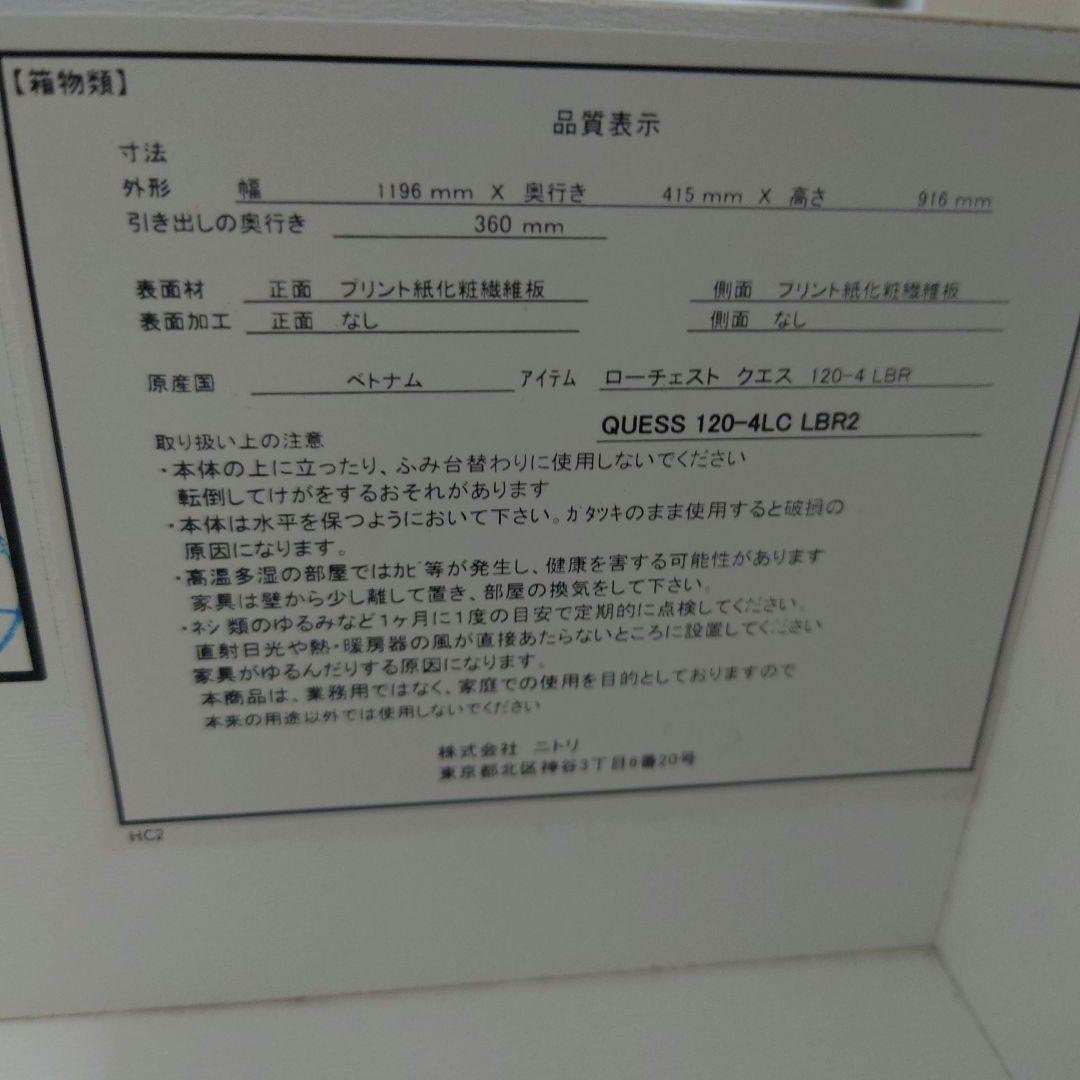 【箱物類】
品質表示
寸法
外形 幅 1196 mm X 奥行き 415 mm X 高さ 916 mm
引き出しの奥行き 360 mm
表面材 正面 プリント紙化粧繊維板 側面 プリント紙化粧繊維板
表面加工 正面 なし 側面 なし
原産国 ベトナム アイテム ローチェスト クエス 120-4 LBR
QUESS 120-4LC LBR2
取り扱い上の注意
・本体の上に立ったり、ふみ台替わりに使用しないでください
転倒してけがをするおそれがあります
・本体は水平を保つようにおいて下さい。ガタツキのまま使用すると破損の
原因になります。
・高温多湿の部屋ではカビ等が発生し、健康を害する可能性があります
家具は壁から少し離して置き、部屋の換気をして下さい。
・ネジ類のゆるみなど1ヶ月に1度の目安で定期的に点検してください。
直射日光や熱・暖房器の風が直接あたらないところに設置してください
家具がゆるんだりする原因になります。
本商品は、業務用ではなく、家庭での使用を目的としておりますので
本来の用途以外では使用しないでください
株式会社 ニトリ
東京都北区神谷3丁目6番20号
HC2